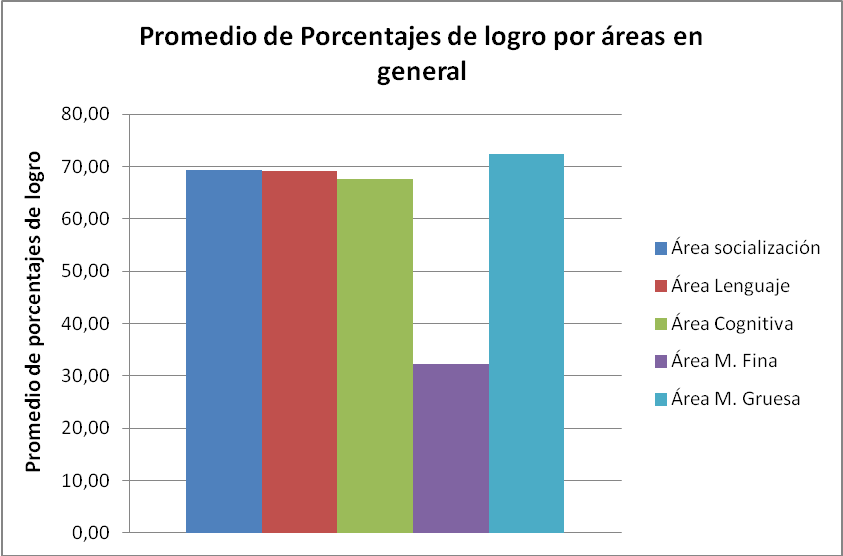 Promedio de Porcentajes de logro por áreas en
general
Promedio de porcentajes de logro
80,00
70,00
60,00
50,00
40,00
30,00
20,00
10,00
0,00
Área socialización
Área Lenguaje
Área Cognitiva
Área M. Fina
Área M. Gruesa